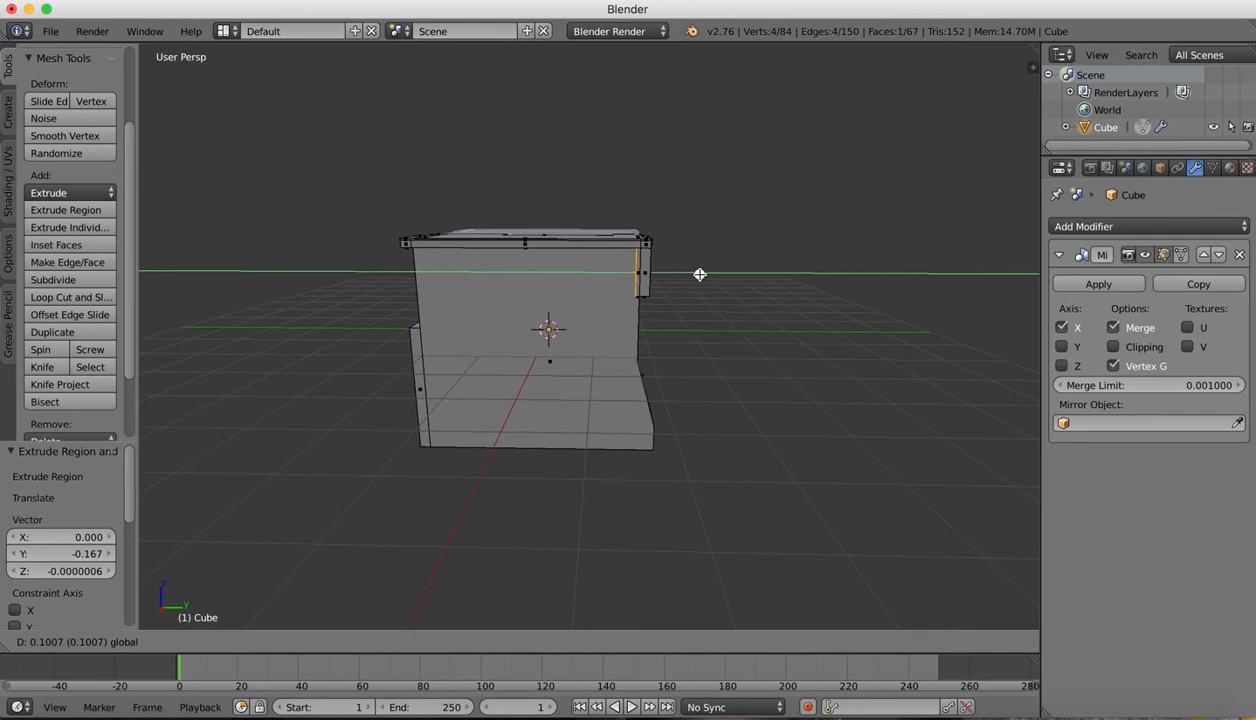 Blender
File Render Window Help Default Scene Blender Render v2.76 | Verts:4/84 | Edges:4/150 | Faces:1/67 | Tris:152 | Mem:14.70M | Cube
Tools
Create
Shading / UVs
Options
Grease Pencil
Mesh Tools
Deform:
Slide Ed Vertex
Noise
Smooth Vertex
Randomize
Add:
Extrude
Extrude Region
Extrude Individ...
Inset Faces
Make Edge/Face
Subdivide
Loop Cut and Sl...
Offset Edge Slide
Duplicate
Spin Screw
Knife Select
Knife Project
Bisect
Remove:
Delete
Extrude Region and
Extrude Region
Translate
Vector
X: 0.000
Y: -0.167
Z: -0.0000006
Constraint Axis
X
Y
User Persp
z
y
(1) Cube
D: 0.1007 (0.1007) global
View Search All Scenes
Scene
RenderLayers |
World
Cube |
Cube
Add Modifier
Mi
Apply Copy
Axis: Options: Textures:
X Merge U
Y Clipping V
Z Vertex G
Merge Limit: 0.001000
Mirror Object:
-40 -20 0 20 40 60 80 100 120 140 160 180 200 220 240 260 280
View Marker Frame Playback Start: 1 End: 250 1 No Sync